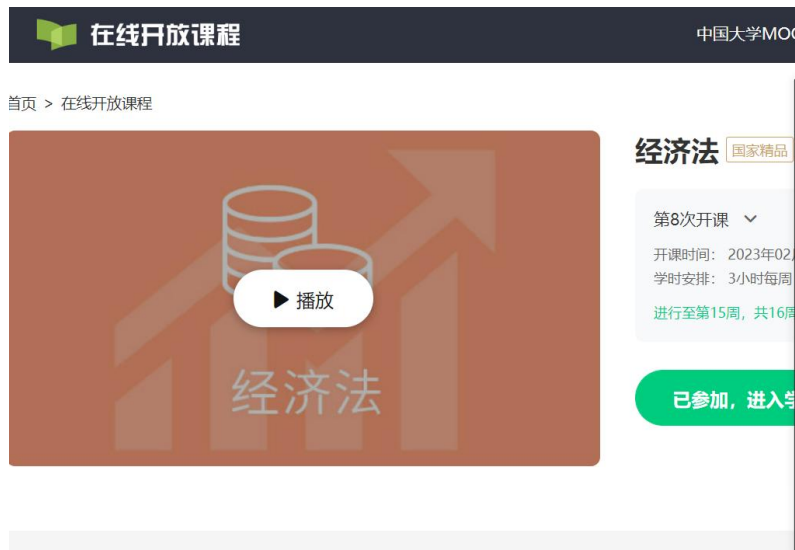 在线开放课程
中国大学MOO
首页 > 在线开放课程
经济法 国家精品
第8次开课
开课时间： 2023年02
学时安排： 3小时每周
进行至第15周，共16周
播放
经济法
已参加，进入学